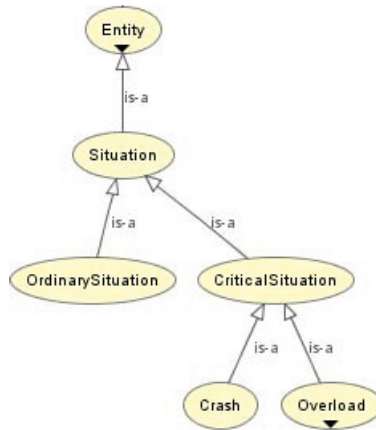 Entity
is-a
Situation
is-a
is-a
OrdinarySituation
CriticalSituation
is-a
is-a
Crash
Overload